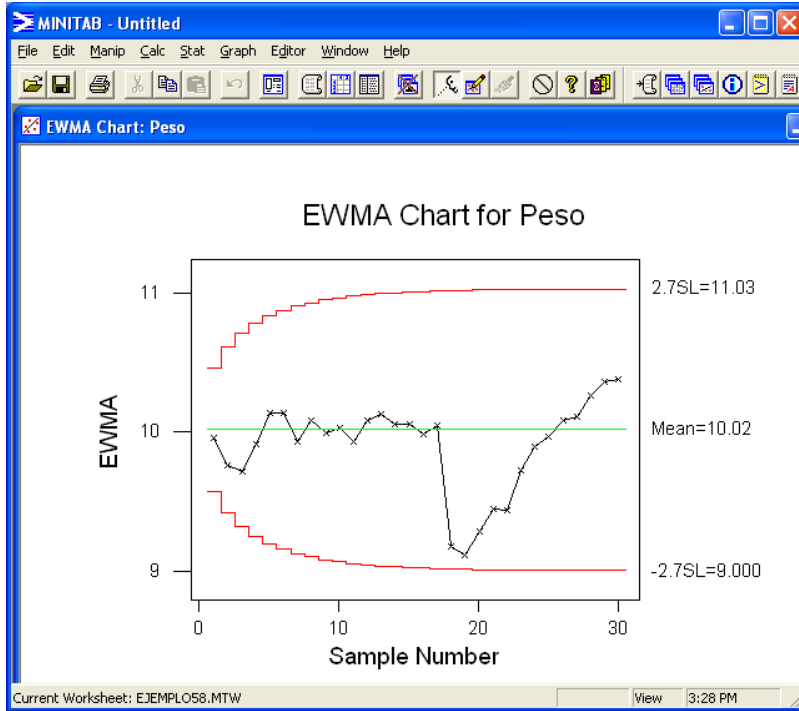 MINITAB - Untitled
File Edit Manip Calc Stat Graph Editor Window Help
EWMA Chart: Peso
EWMA Chart for Peso
11
10
9
EWMA
2.7SL=11.03
Mean=10.02
-2.7SL=9.000
0 10 20 30
Sample Number
Current Worksheet: EJEMPLO58.MTW View 3:28 PM